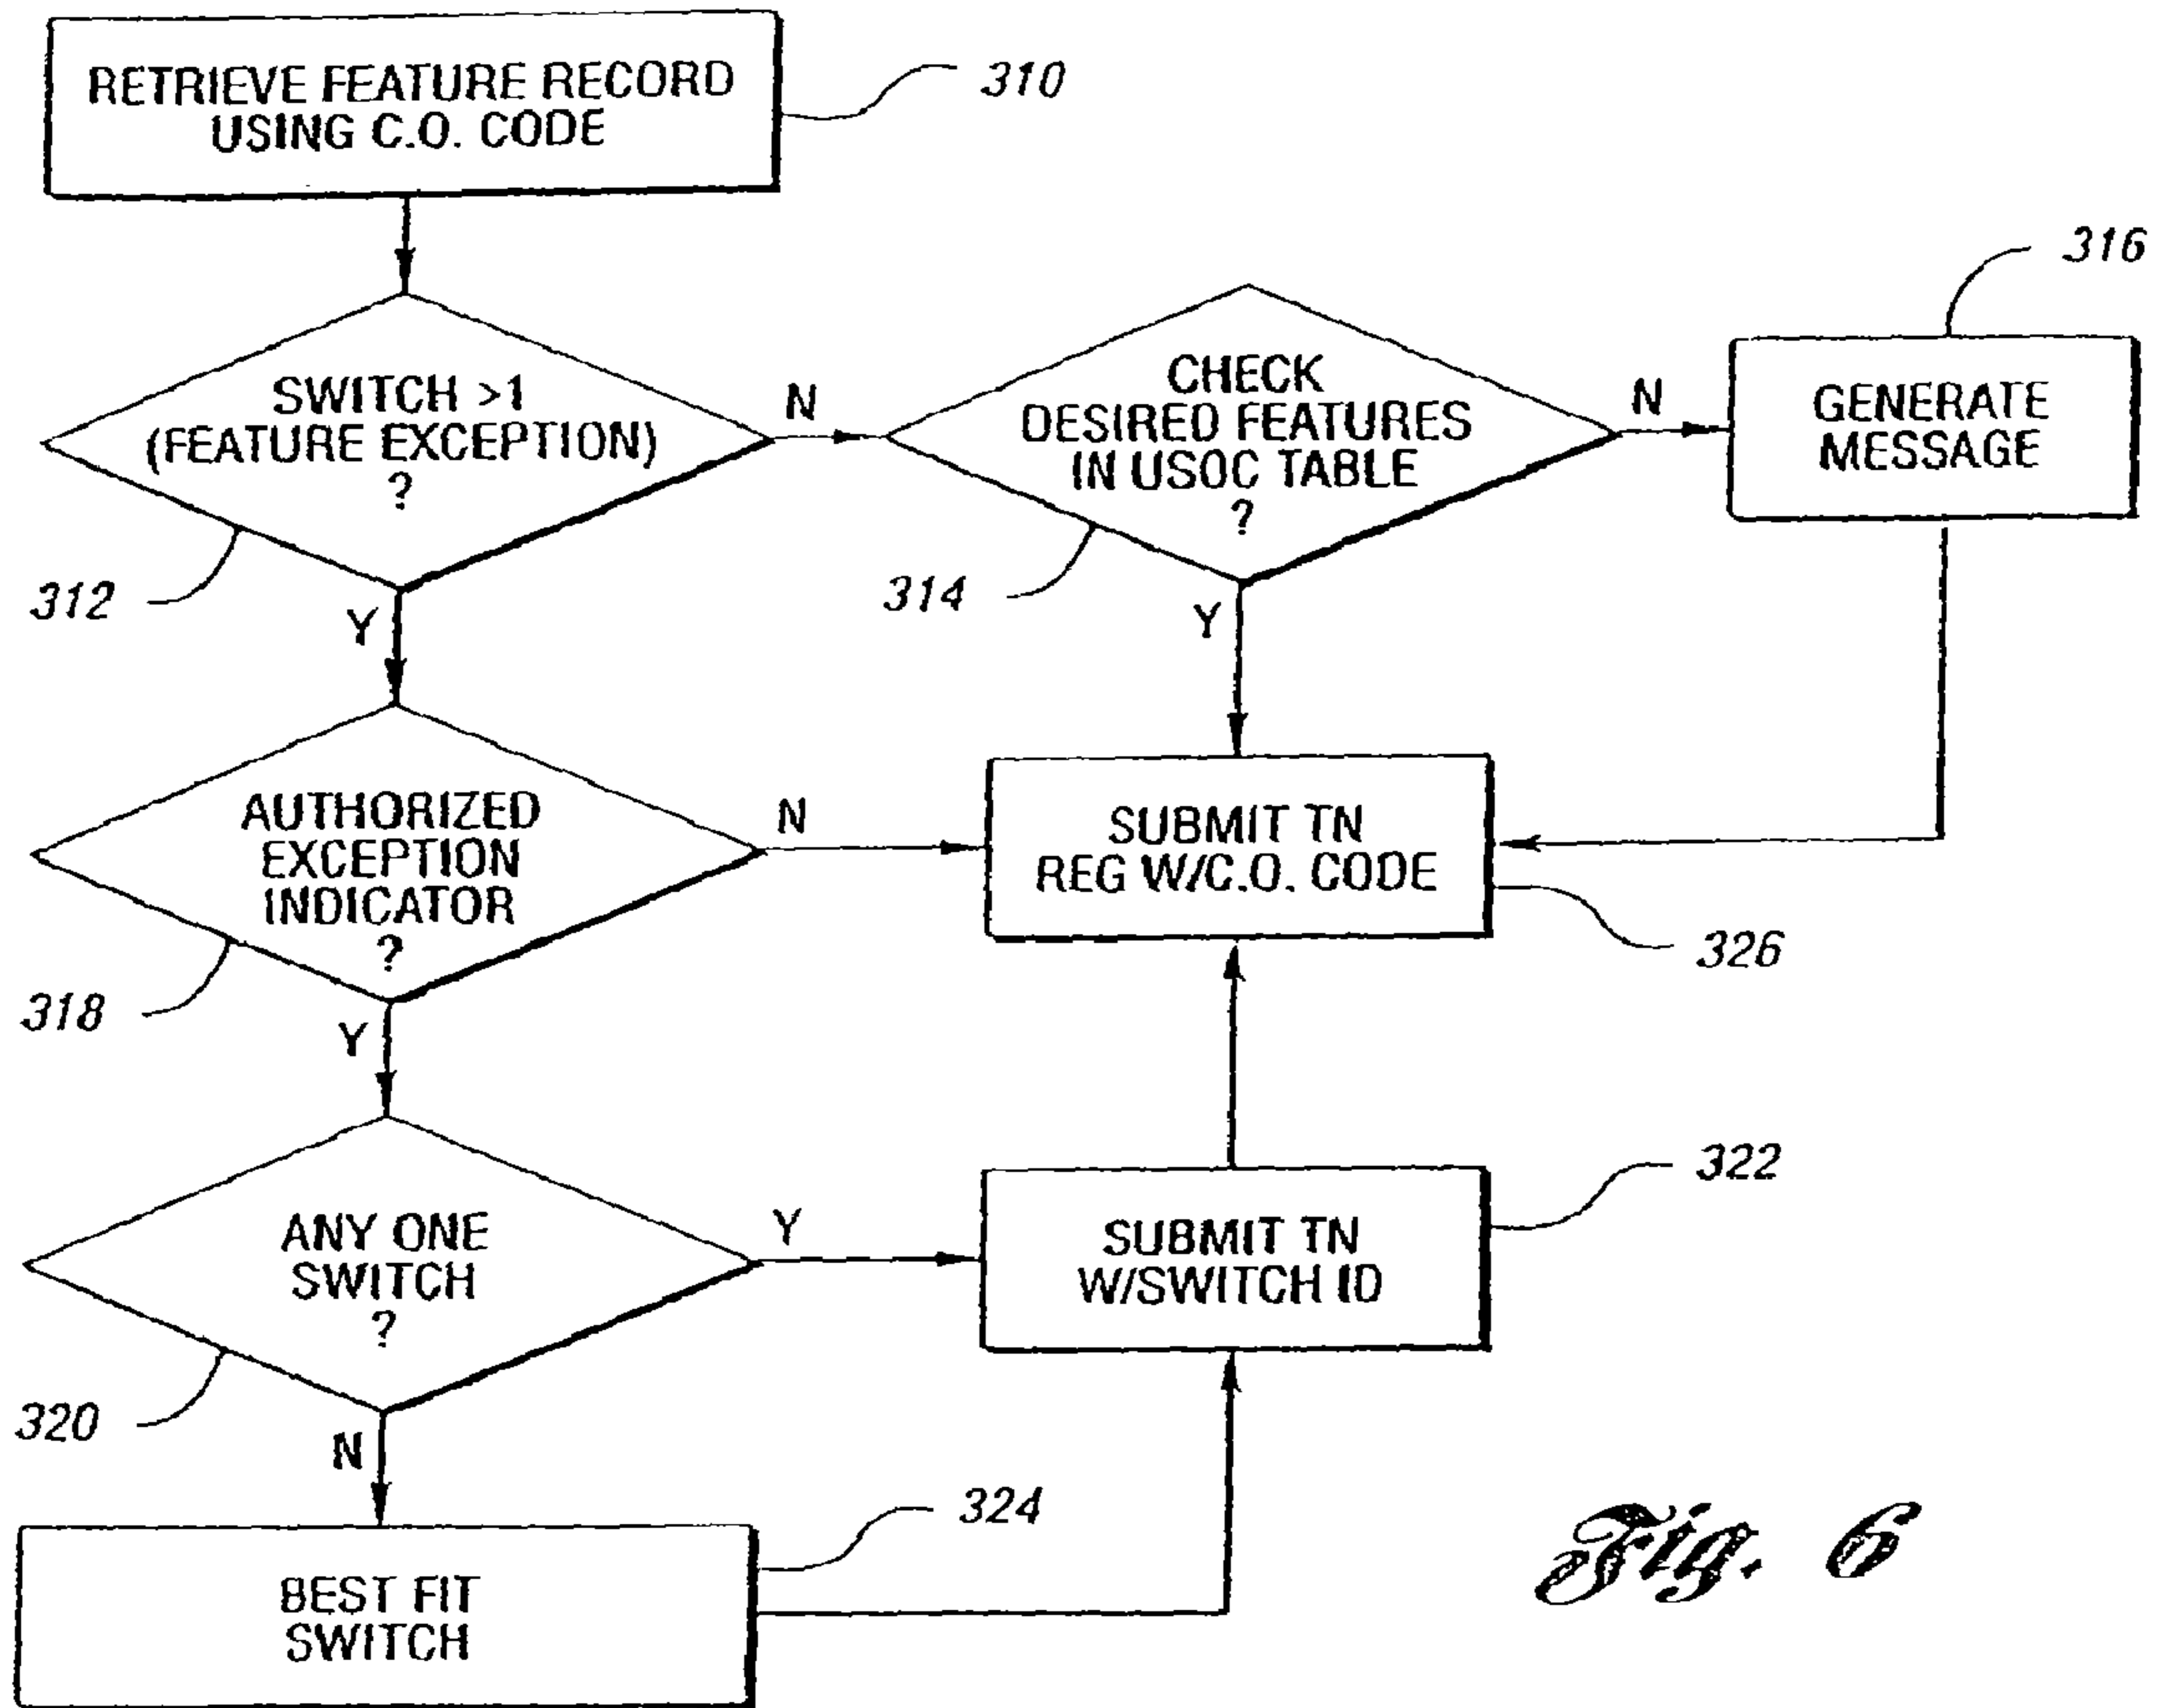 RETRIEVE FEATURE RECORD
USING C.O. CODE
310
SWITCH >1
(FEATURE EXCEPTION)
?
312
N
Y
CHECK
DESIRED FEATURES
IN USOC TABLE
?
314
N
Y
GENERATE
MESSAGE
316
AUTHORIZED
EXCEPTION
INDICATOR
?
318
N
Y
SUBMIT TN
REG W/C.O. CODE
326
ANY ONE
SWITCH
?
320
Y
N
SUBMIT TN
W/SWITCH ID
322
BEST FIT
SWITCH
324
Fig. 6